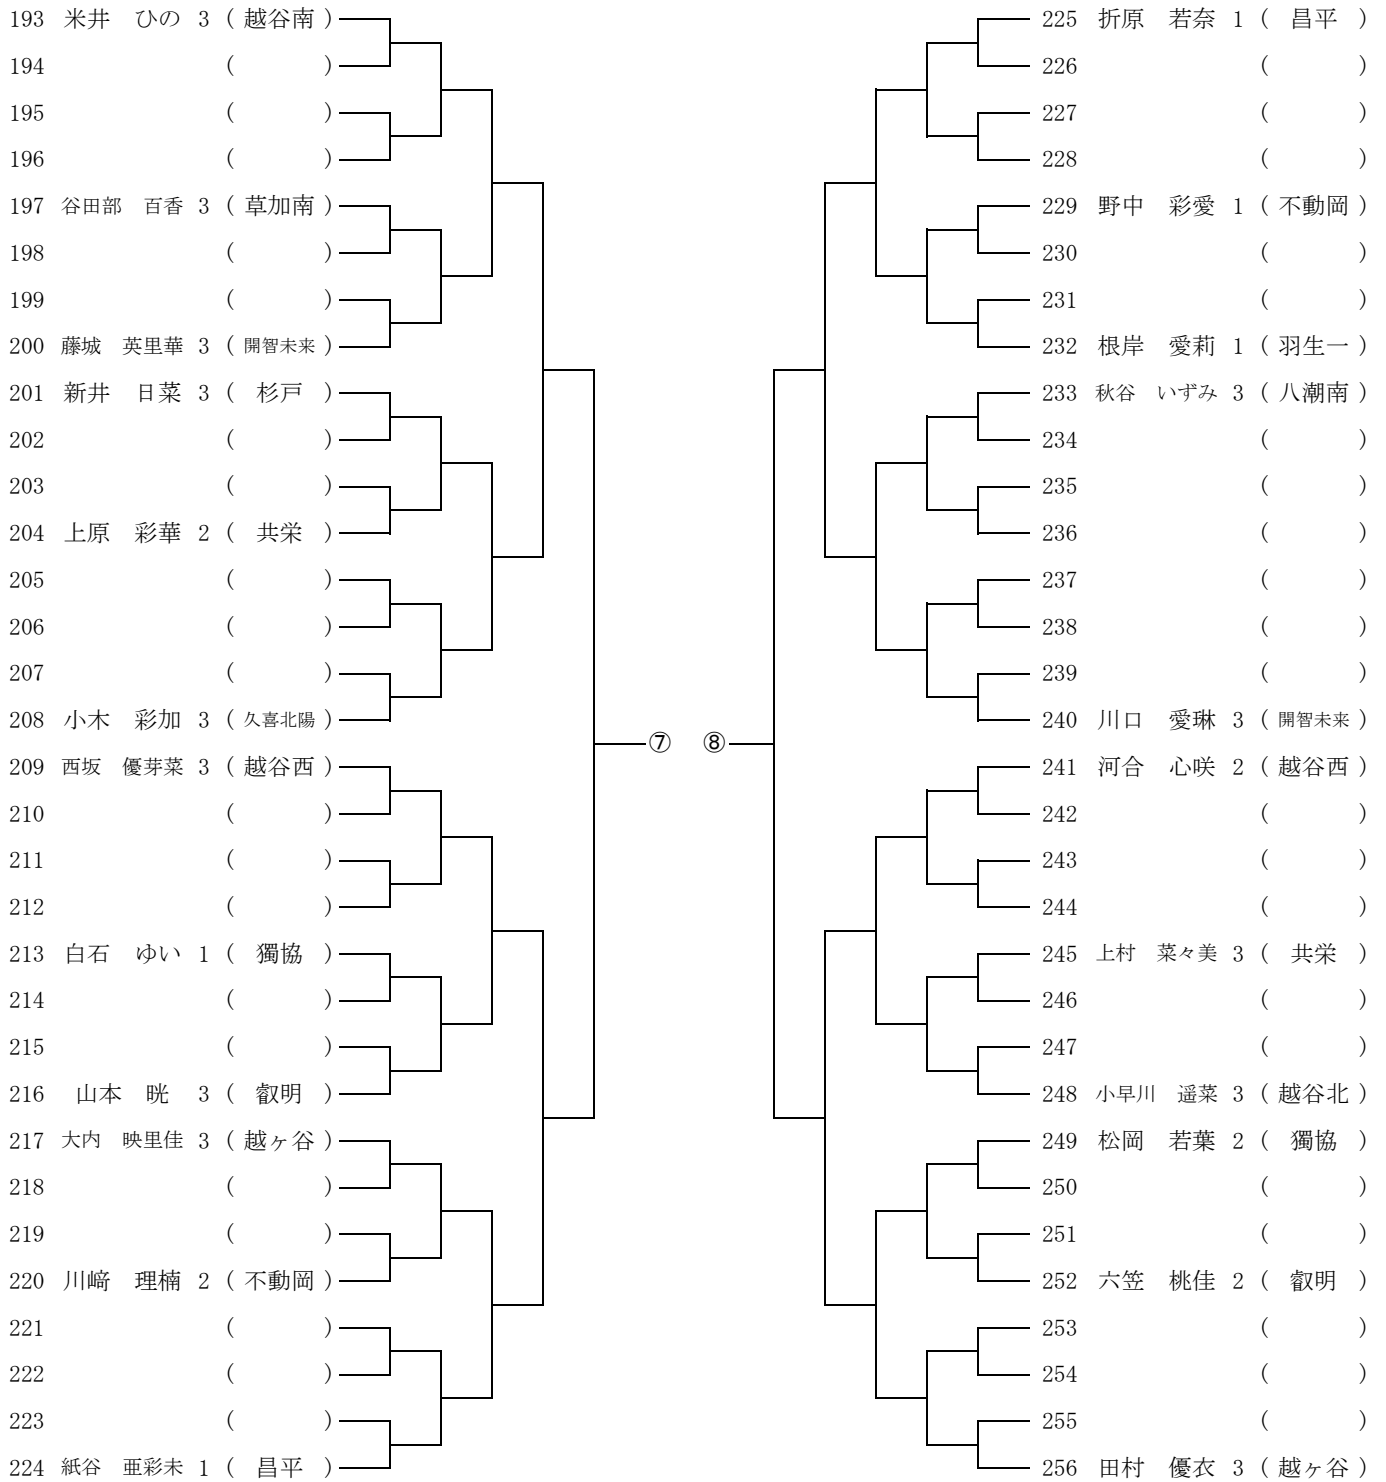 193 米井　ひの 3 ( 越谷南 )
194 (　　　)
195 (　　　)
196 (　　　)
197 谷田部　百香 3 ( 草加南 )
198 (　　　)
199 (　　　)
200 藤城　英里華 3 ( 開智未来 )
201 新井　日菜 3 ( 杉戸 )
202 (　　　)
203 (　　　)
204 上原　彩華 2 ( 共栄 )
205 (　　　)
206 (　　　)
207 (　　　)
208 小木　彩加 3 ( 久喜北陽 )
209 西坂　優芽菜 3 ( 越谷西 )
210 (　　　)
211 (　　　)
212 (　　　)
213 白石　ゆい 1 ( 獨協 )
214 (　　　)
215 (　　　)
216 山本　晄 3 ( 叡明 )
217 大内　映里佳 3 ( 越ヶ谷 )
218 (　　　)
219 (　　　)
220 川﨑　理楠 2 ( 不動岡 )
221 (　　　)
222 (　　　)
223 (　　　)
224 紙谷　亜彩未 1 ( 昌平 )
⑦ ⑧
225 折原　若奈 1 ( 昌平 )
226 (　　　)
227 (　　　)
228 (　　　)
229 野中　彩愛 1 ( 不動岡 )
230 (　　　)
231 (　　　)
232 根岸　愛莉 1 ( 羽生一 )
233 秋谷　いずみ 3 ( 八潮南 )
234 (　　　)
235 (　　　)
236 (　　　)
237 (　　　)
238 (　　　)
239 (　　　)
240 川口　愛琳 3 ( 開智未来 )
241 河合　心咲 2 ( 越谷西 )
242 (　　　)
243 (　　　)
244 (　　　)
245 上村　菜々美 3 ( 共栄 )
246 (　　　)
247 (　　　)
248 小早川　遥菜 3 ( 越谷北 )
249 松岡　若葉 2 ( 獨協 )
250 (　　　)
251 (　　　)
252 六笠　桃佳 2 ( 叡明 )
253 (　　　)
254 (　　　)
255 (　　　)
256 田村　優衣 3 ( 越ヶ谷 )